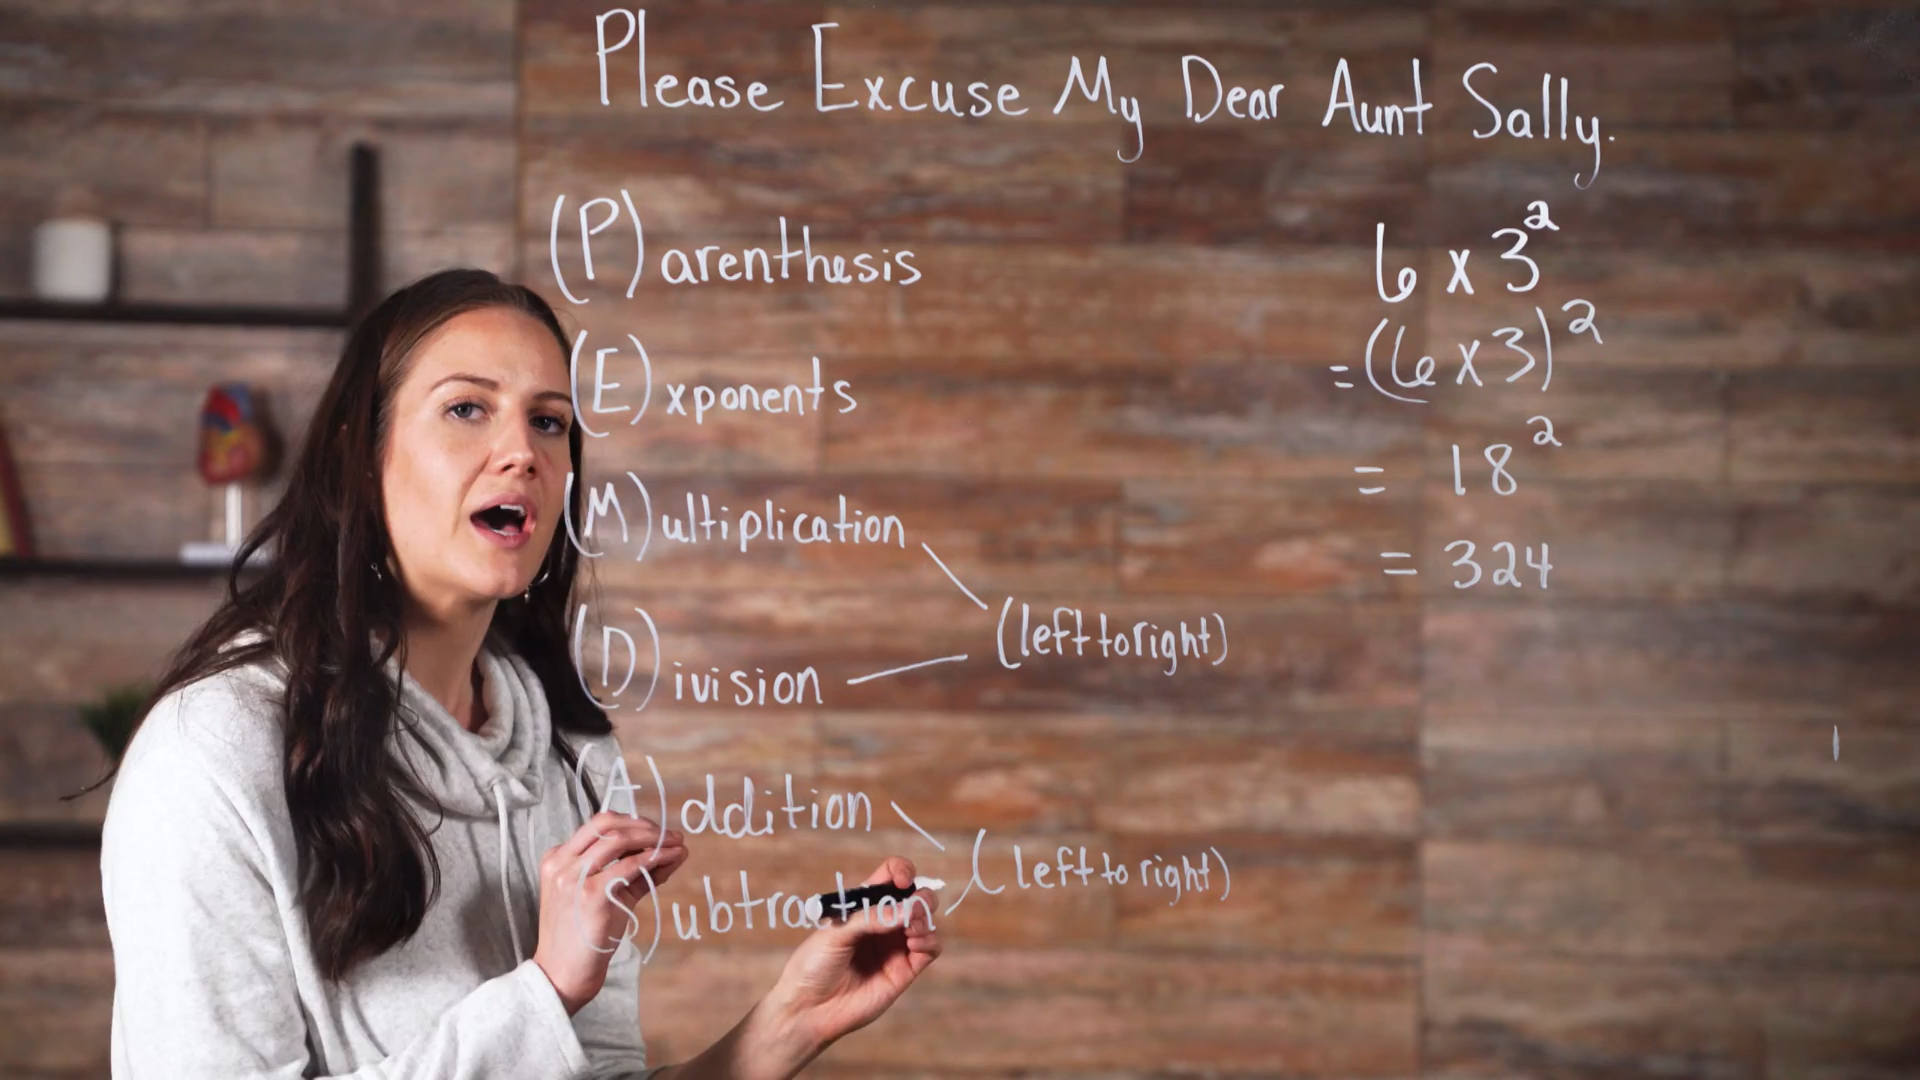 Please Excuse My Dear Aunt Sally.
(P)arenthesis
(E)xponents
(M)ultiplication
(D)ivision
(left to right)
(A)ddition
(S)ubtraction
(left to right)
6 x 3²
= (6 x 3)²
= 18²
= 324